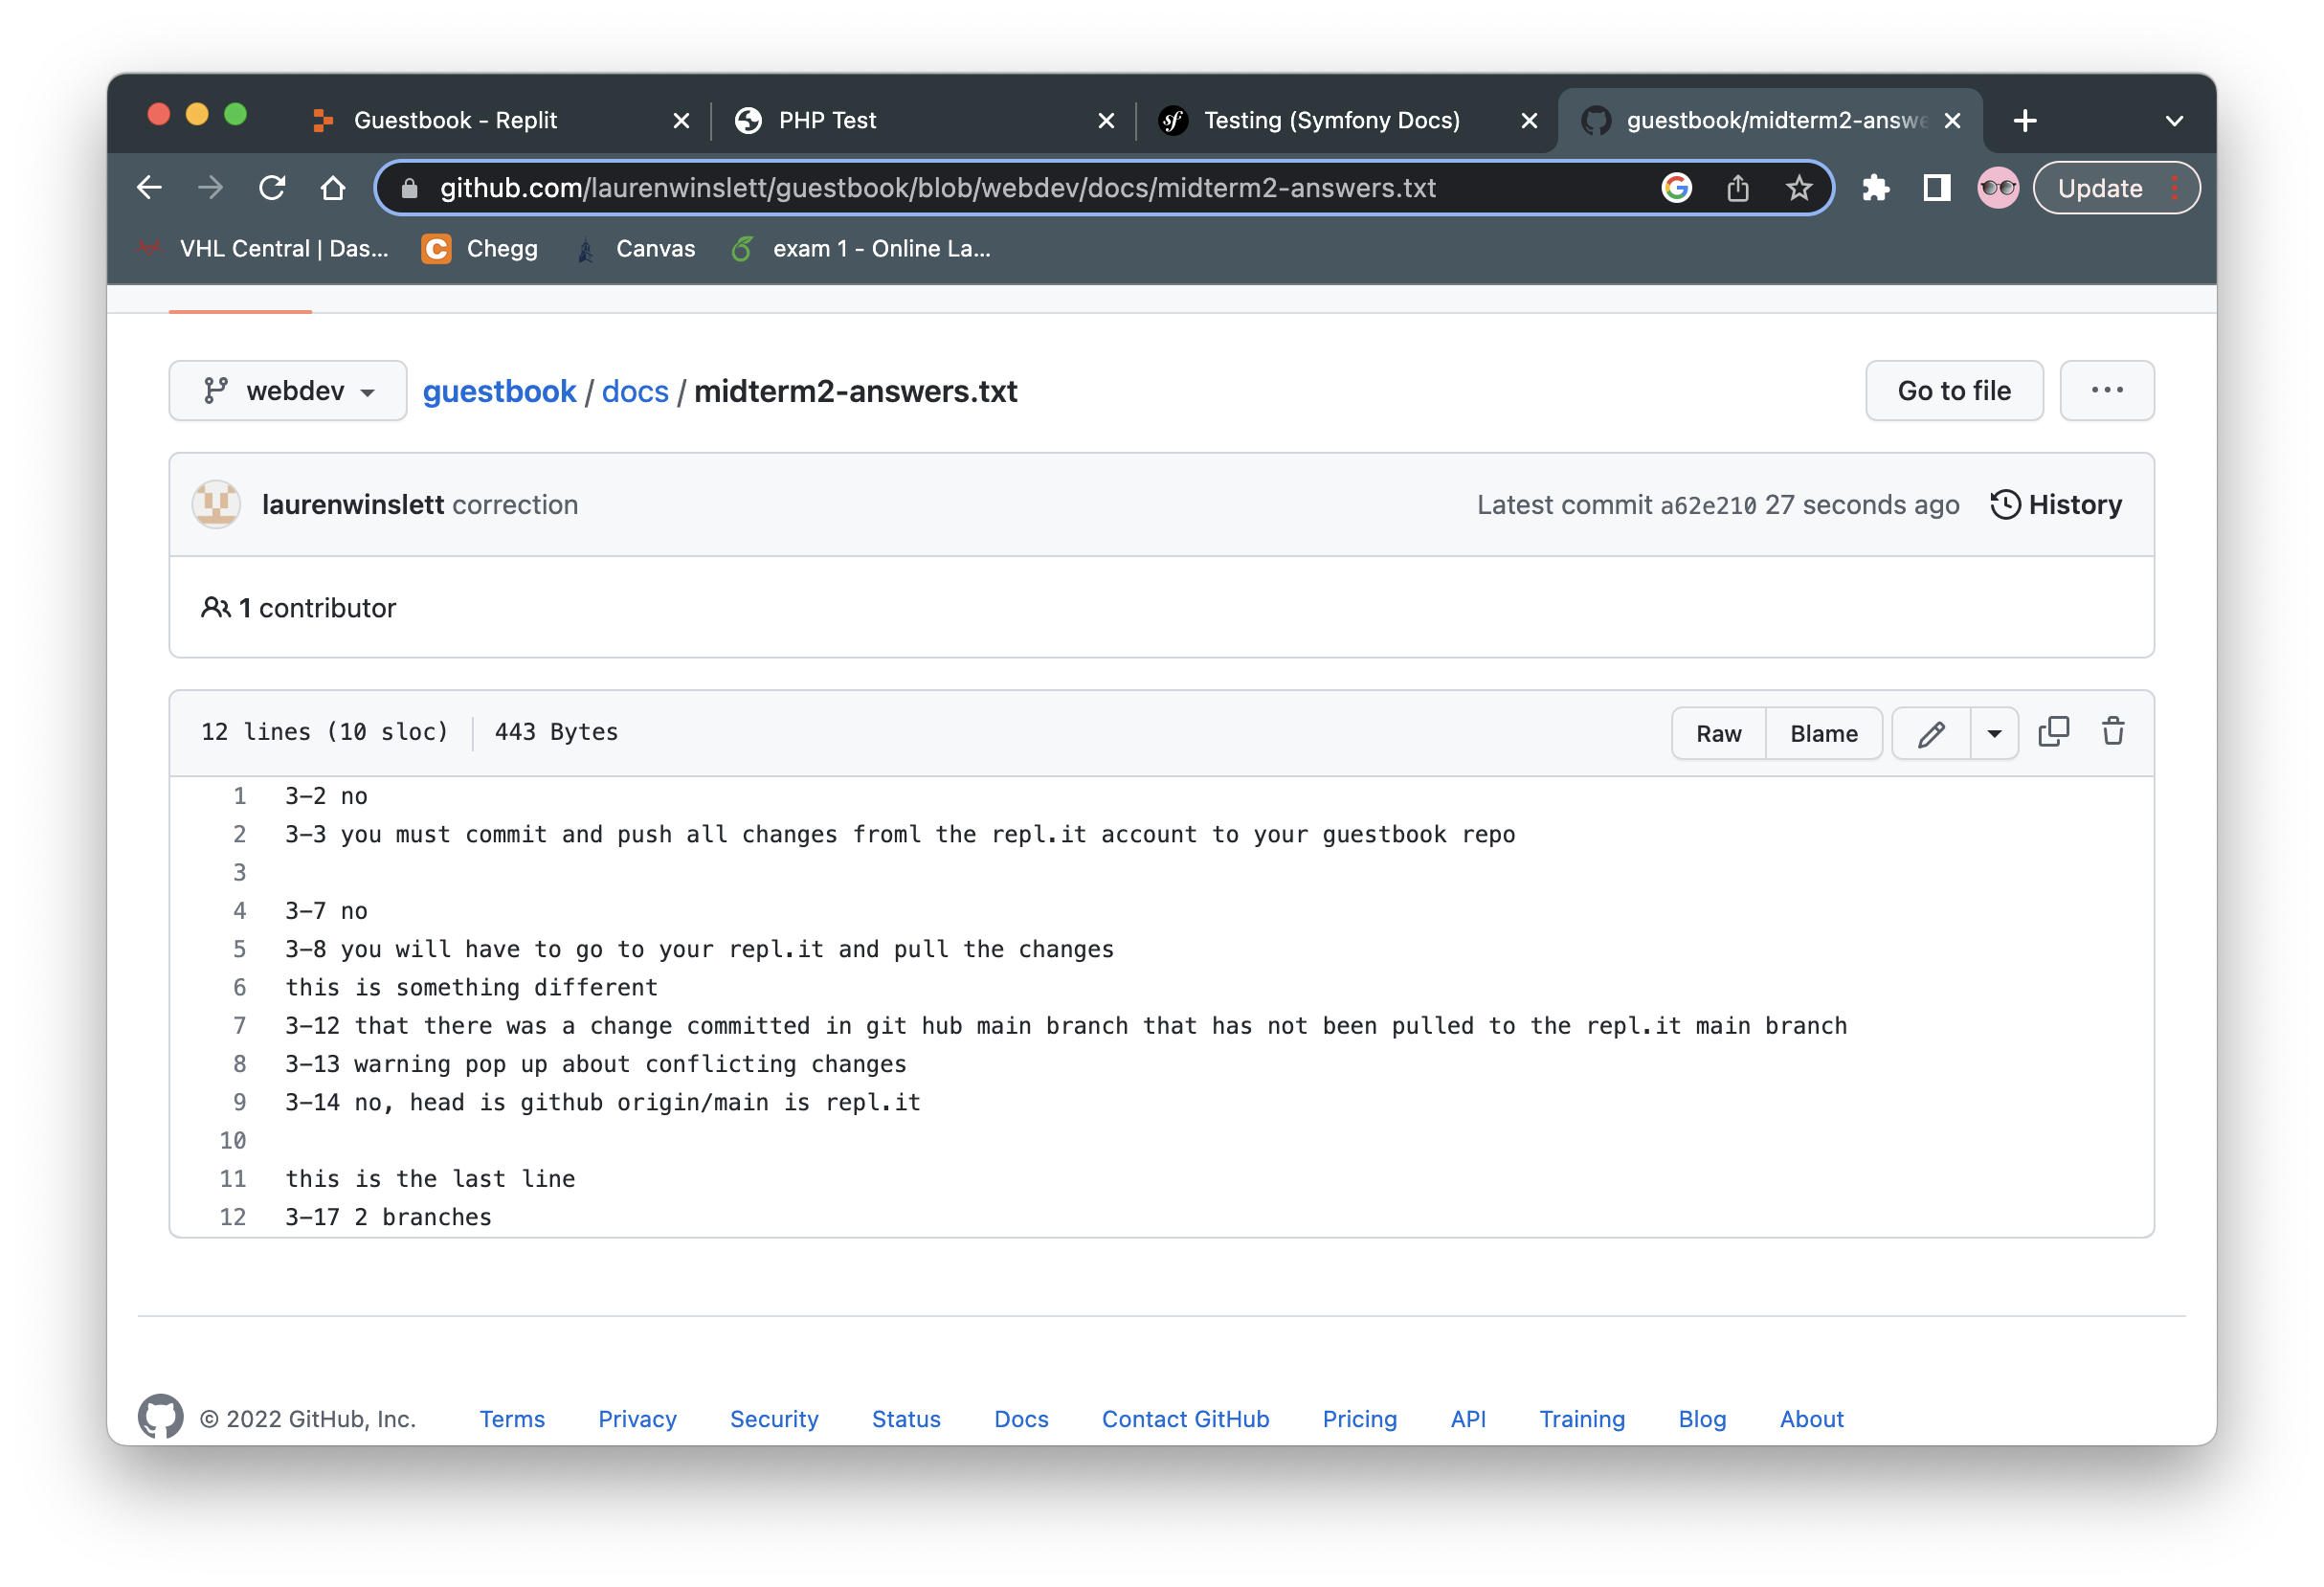 Guestbook - Replit
PHP Test
Testing (Symfony Docs)
guestbook/midterm2-answe
github.com/laurenwinslett/guestbook/blob/webdev/docs/midterm2-answers.txt
Update
VHL Central | Das...
Chegg
Canvas
exam 1 - Online La...
webdev
guestbook / docs / midterm2-answers.txt
Go to file
laurenwinslett correction
Latest commit a62e210 27 seconds ago
History
1 contributor
12 lines (10 sloc)
443 Bytes
Raw
Blame
1 3-2 no
2 3-3 you must commit and push all changes froml the repl.it account to your guestbook repo
3
4 3-7 no
5 3-8 you will have to go to your repl.it and pull the changes
6 this is something different
7 3-12 that there was a change committed in git hub main branch that has not been pulled to the repl.it main branch
8 3-13 warning pop up about conflicting changes
9 3-14 no, head is github origin/main is repl.it
10
11 this is the last line
12 3-17 2 branches
© 2022 GitHub, Inc.
Terms
Privacy
Security
Status
Docs
Contact GitHub
Pricing
API
Training
Blog
About